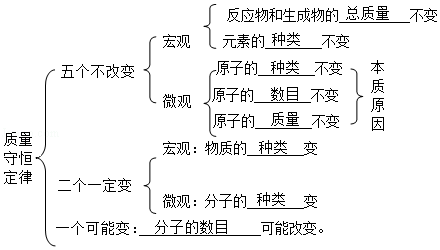 反应物和生成物的总质量不变
宏观
元素的种类不变
五个不改变
原子的种类不变
微观
原子的数目不变
原子的质量不变
本质原因
质量守恒定律
宏观：物质的种类变
二个一定变
微观：分子的种类变
一个可能变：分子的数目可能改变。